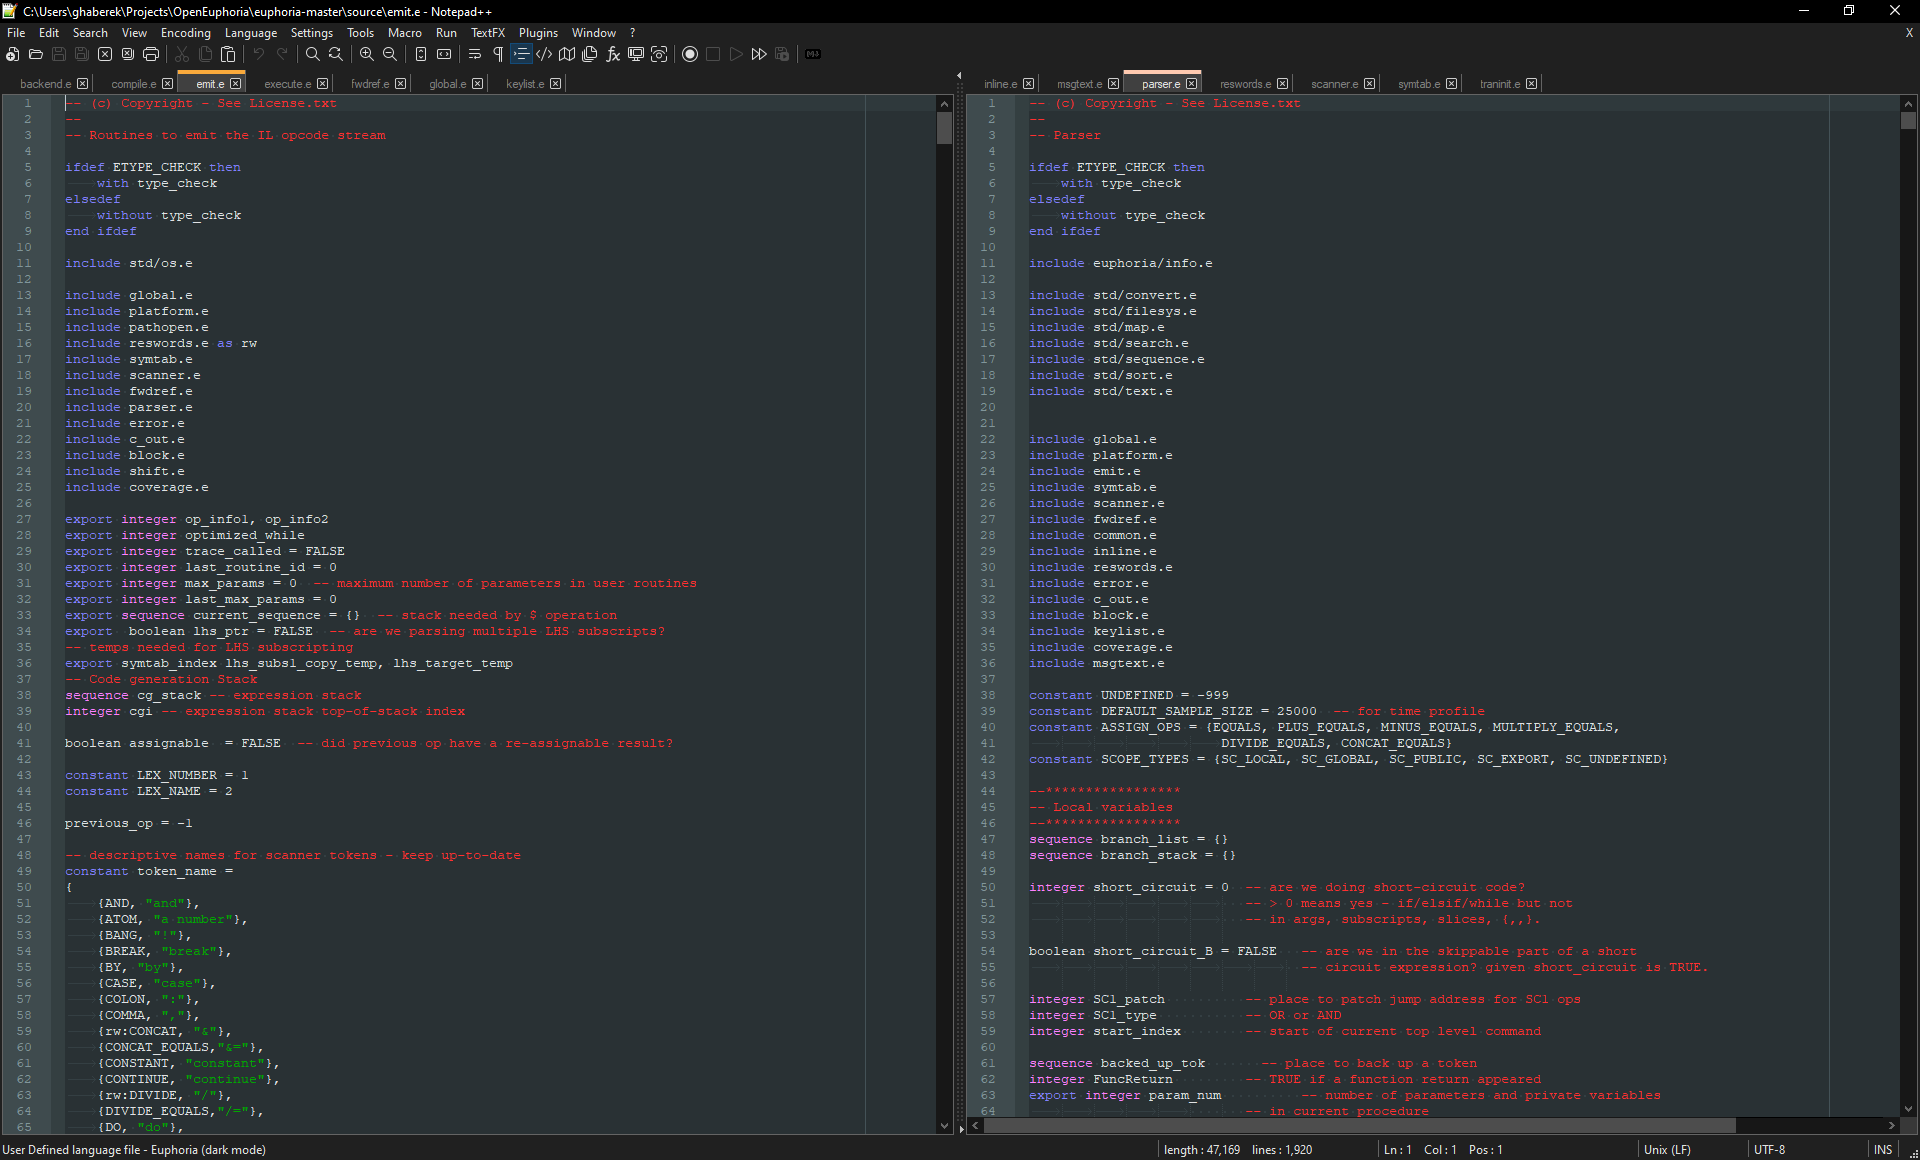 C:\Users\ghaberek\Projects\OpenEuphoria\euphoria-master\source\emit.e - Notepad++
File Edit Search View Encoding Language Settings Tools Macro Run TextFX Plugins Window ? X
backend.e compile.e emit.e execute.e fwdref.e global.e keylist.e
1 -- (c) Copyright - See License.txt
2 --
3 -- Routines to emit the IL opcode stream
4
5 ifdef ETYPE_CHECK then
6 with type_check
7 elsedef
8 without type_check
9 end ifdef
10
11 include std/os.e
12
13 include global.e
14 include platform.e
15 include pathopen.e
16 include reswords.e as rw
17 include symtab.e
18 include scanner.e
19 include fwdref.e
20 include parser.e
21 include error.e
22 include c_out.e
23 include block.e
24 include shift.e
25 include coverage.e
26
27 export integer op_info1, op_info2
28 export integer optimized_while
29 export integer trace_called = FALSE
30 export integer last_routine_id = 0
31 export integer max_params = 0 -- maximum number of parameters in user routines
32 export integer last_max_params = 0
33 export sequence current_sequence = {} -- stack needed by $ operation
34 export boolean lhs_ptr = FALSE -- are we parsing multiple LHS subscripts?
35 -- temps needed for LHS subscripting
36 export symtab_index lhs_subs1_copy_temp, lhs_target_temp
37 -- Code generation Stack
38 sequence cg_stack -- expression stack
39 integer cgi -- expression stack top-of-stack index
40
41 boolean assignable = FALSE -- did previous op have a re-assignable result?
42
43 constant LEX_NUMBER = 1
44 constant LEX_NAME = 2
45
46 previous_op = -1
47
48 -- descriptive names for scanner tokens - keep up-to-date
49 constant token_name =
50 {
51 {AND, "and"},
52 {ATOM, "a number"},
53 {BANG, "!"},
54 {BREAK, "break"},
55 {BY, "by"},
56 {CASE, "case"},
57 {COLON, ":"},
58 {COMMA, ","},
59 {rw:CONCAT, "&"},
60 {CONCAT_EQUALS,"&="},
61 {CONSTANT, "constant"},
62 {CONTINUE, "continue"},
63 {rw:DIVIDE, "/"},
64 {DIVIDE_EQUALS,"/="},
65 {DO, "do"},
inline.e msgtext.e parser.e reswords.e scanner.e symtab.e traninit.e
1 -- (c) Copyright - See License.txt
2 --
3 -- Parser
4
5 ifdef ETYPE_CHECK then
6 with type_check
7 elsedef
8 without type_check
9 end ifdef
10
11 include euphoria/info.e
12
13 include std/convert.e
14 include std/filesys.e
15 include std/map.e
16 include std/search.e
17 include std/sequence.e
18 include std/sort.e
19 include std/text.e
20
21
22 include global.e
23 include platform.e
24 include emit.e
25 include symtab.e
26 include scanner.e
27 include fwdref.e
28 include common.e
29 include inline.e
30 include reswords.e
31 include error.e
32 include c_out.e
33 include block.e
34 include keylist.e
35 include coverage.e
36 include msgtext.e
37
38 constant UNDEFINED = -999
39 constant DEFAULT_SAMPLE_SIZE = 25000 -- for time profile
40 constant ASSIGN_OPS = {EQUALS, PLUS_EQUALS, MINUS_EQUALS, MULTIPLY_EQUALS,
41 DIVIDE_EQUALS, CONCAT_EQUALS}
42 constant SCOPE_TYPES = {SC_LOCAL, SC_GLOBAL, SC_PUBLIC, SC_EXPORT, SC_UNDEFINED}
43
44 --*****************
45 -- Local variables
46 --*****************
47 sequence branch_list = {}
48 sequence branch_stack = {}
49
50 integer short_circuit = 0 -- are we doing short-circuit code?
51 -- > 0 means yes - if/elsif/while but not
52 -- in args, subscripts, slices, {,,}.
53
54 boolean short_circuit_B = FALSE -- are we in the skippable part of a short
55 -- circuit expression? given short_circuit is TRUE.
56
57 integer SC1_patch -- place to patch jump address for SC1 ops
58 integer SC1_type -- OR or AND
59 integer start_index -- start of current top level command
60
61 sequence backed_up_tok -- place to back up a token
62 integer FuncReturn -- TRUE if a function return appeared
63 export integer param_num -- number of parameters and private variables
64 -- in current procedure
User Defined language file - Euphoria (dark mode) length : 47,169 lines : 1,920 Ln : 1 Col : 1 Pos : 1 Unix (LF) UTF-8 INS